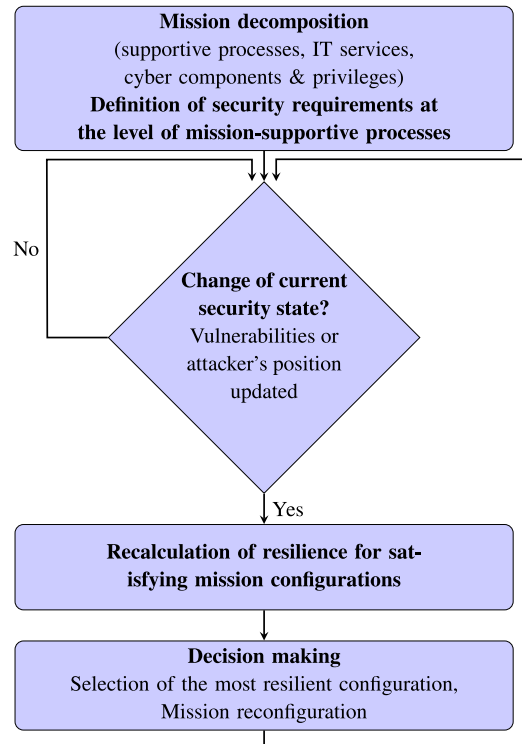 Mission decomposition
(supportive processes, IT services,
cyber components & privileges)
Definition of security requirements at
the level of mission-supportive processes
No
Change of current
security state?
Vulnerabilities or
attacker's position
updated
Yes
Recalculation of resilience for sat-
isfying mission configurations
Decision making
Selection of the most resilient configuration,
Mission reconfiguration